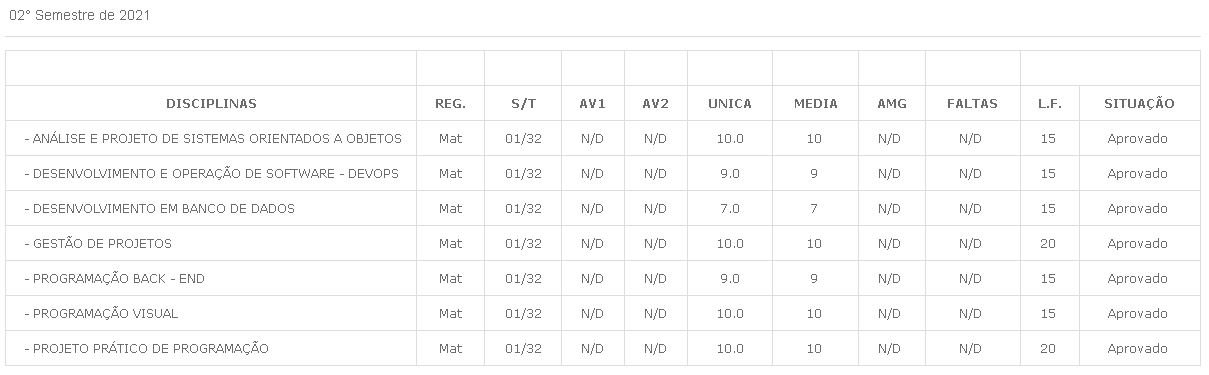 02° Semestre de 2021
DISCIPLINAS REG. S/T AV1 AV2 UNICA MEDIA AMG FALTAS L.F. SITUAÇÃO
- ANÁLISE E PROJETO DE SISTEMAS ORIENTADOS A OBJETOS Mat 01/32 N/D N/D 10.0 10 N/D N/D 15 Aprovado
- DESENVOLVIMENTO E OPERAÇÃO DE SOFTWARE - DEVOPS Mat 01/32 N/D N/D 9.0 9 N/D N/D 15 Aprovado
- DESENVOLVIMENTO EM BANCO DE DADOS Mat 01/32 N/D N/D 7.0 7 N/D N/D 15 Aprovado
- GESTÃO DE PROJETOS Mat 01/32 N/D N/D 10.0 10 N/D N/D 20 Aprovado
- PROGRAMAÇÃO BACK - END Mat 01/32 N/D N/D 9.0 9 N/D N/D 15 Aprovado
- PROGRAMAÇÃO VISUAL Mat 01/32 N/D N/D 10.0 10 N/D N/D 15 Aprovado
- PROJETO PRÁTICO DE PROGRAMAÇÃO Mat 01/32 N/D N/D 10.0 10 N/D N/D 20 Aprovado